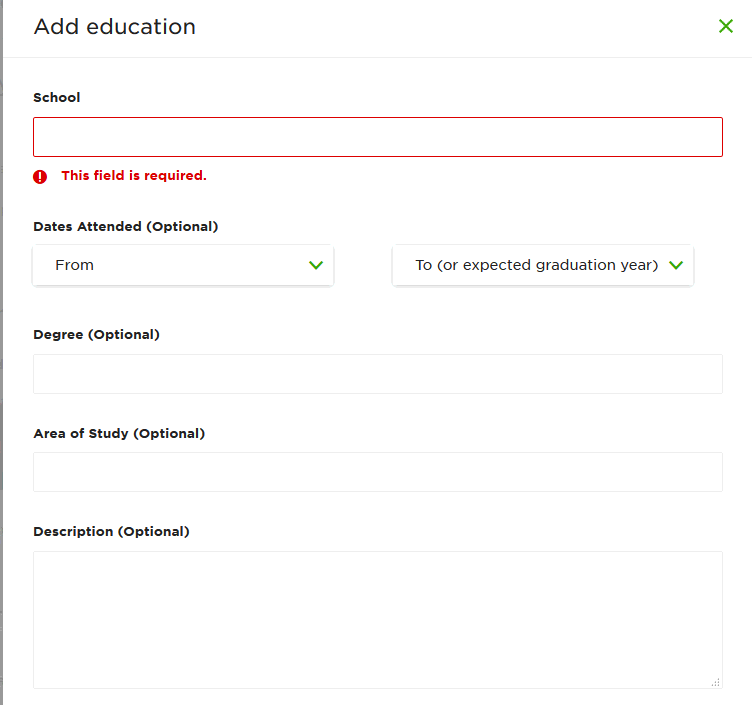 Add education
School
This field is required.
Dates Attended (Optional)
From
To (or expected graduation year)
Degree (Optional)
Area of Study (Optional)
Description (Optional)